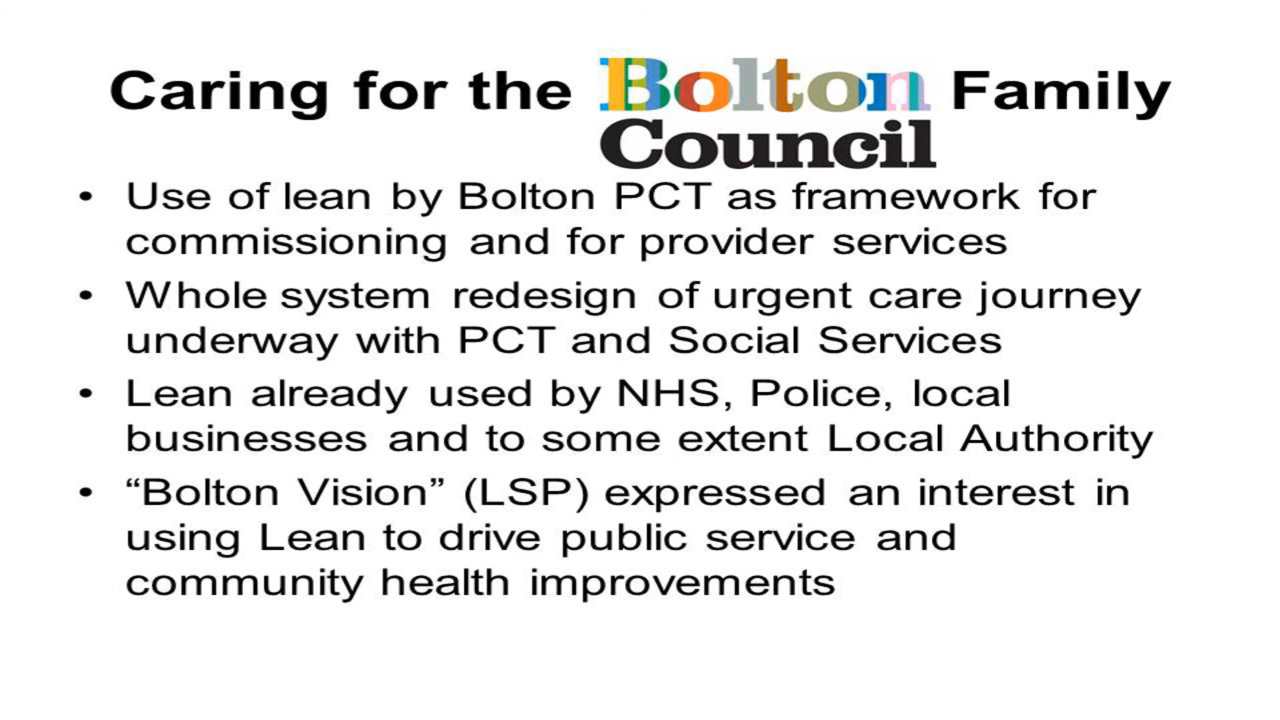 Caring for the Bolton Family
Council
• Use of lean by Bolton PCT as framework for
commissioning and for provider services
• Whole system redesign of urgent care journey
underway with PCT and Social Services
• Lean already used by NHS, Police, local
businesses and to some extent Local Authority
• “Bolton Vision” (LSP) expressed an interest in
using Lean to drive public service and
community health improvements